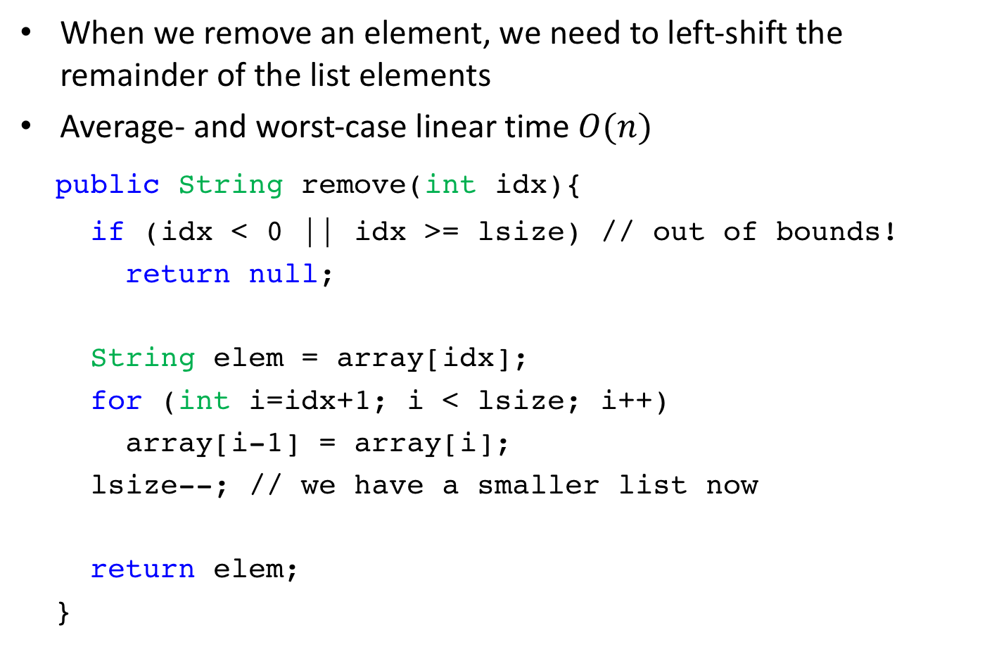 • When we remove an element, we need to left-shift the
remainder of the list elements
• Average- and worst-case linear time O(n)
public String remove(int idx){
  if (idx < 0 || idx >= lsize) // out of bounds!
    return null;

  String elem = array[idx];
  for (int i=idx+1; i < lsize; i++)
    array[i-1] = array[i];
  lsize--; // we have a smaller list now

  return elem;
}